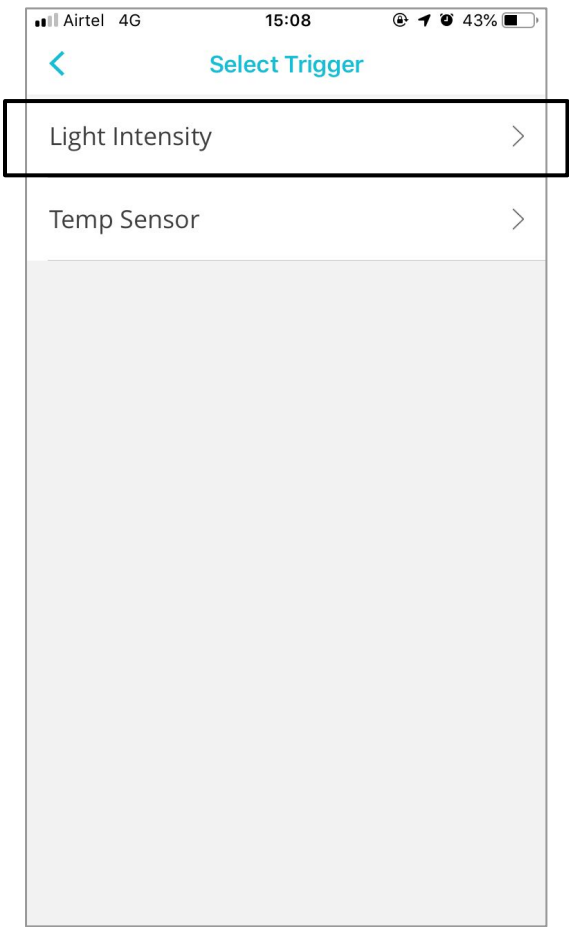 Airtel 4G 15:08 43%
Select Trigger
Light Intensity
Temp Sensor